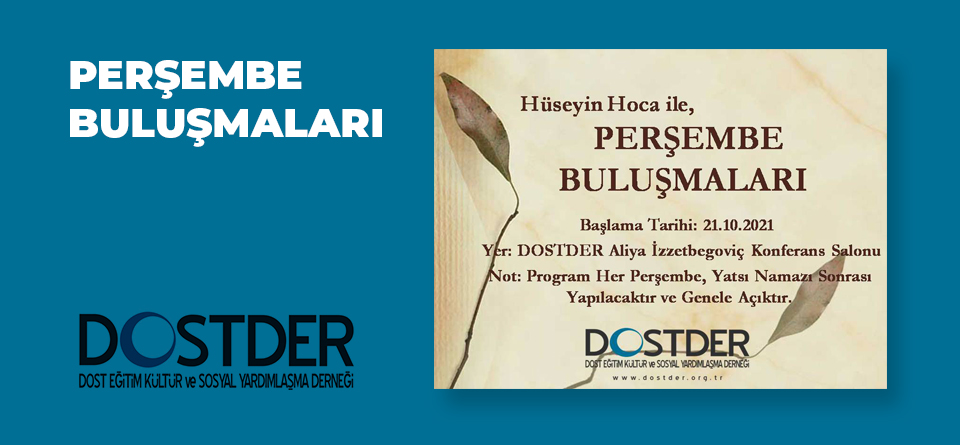 PERŞEMBE
BULUŞMALARI
DOSTDER
DOST EĞİTİM KÜLTÜR ve SOSYAL YARDIMLAŞMA DERNEĞİ
Hüseyin Hoca ile,
PERŞEMBE
BULUŞMALARI
Başlama Tarihi: 21.10.2021
Yer: DOSTDER Aliya İzzetbegoviç Konferans Salonu
Not: Program Her Perşembe, Yatsı Namazı Sonrası
Yapılacaktır ve Genele Açıktır.
DOSTDER
DOST EĞİTİM KÜLTÜR ve SOSYAL YARDIMLAŞMA DERNEĞİ
www.dostder.org.tr